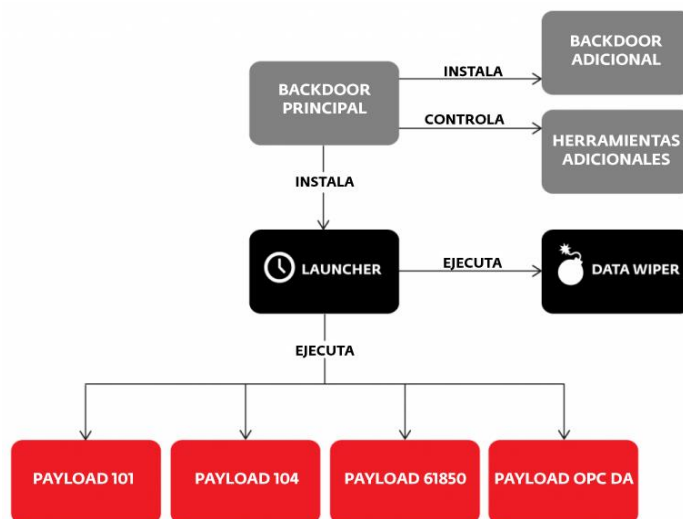 BACKDOOR
PRINCIPAL
INSTALA
BACKDOOR
ADICIONAL
CONTROLA
HERRAMIENTAS
ADICIONALES
INSTALA
LAUNCHER
EJECUTA
DATA WIPER
EJECUTA
PAYLOAD 101
PAYLOAD 104
PAYLOAD 61850
PAYLOAD OPC DA